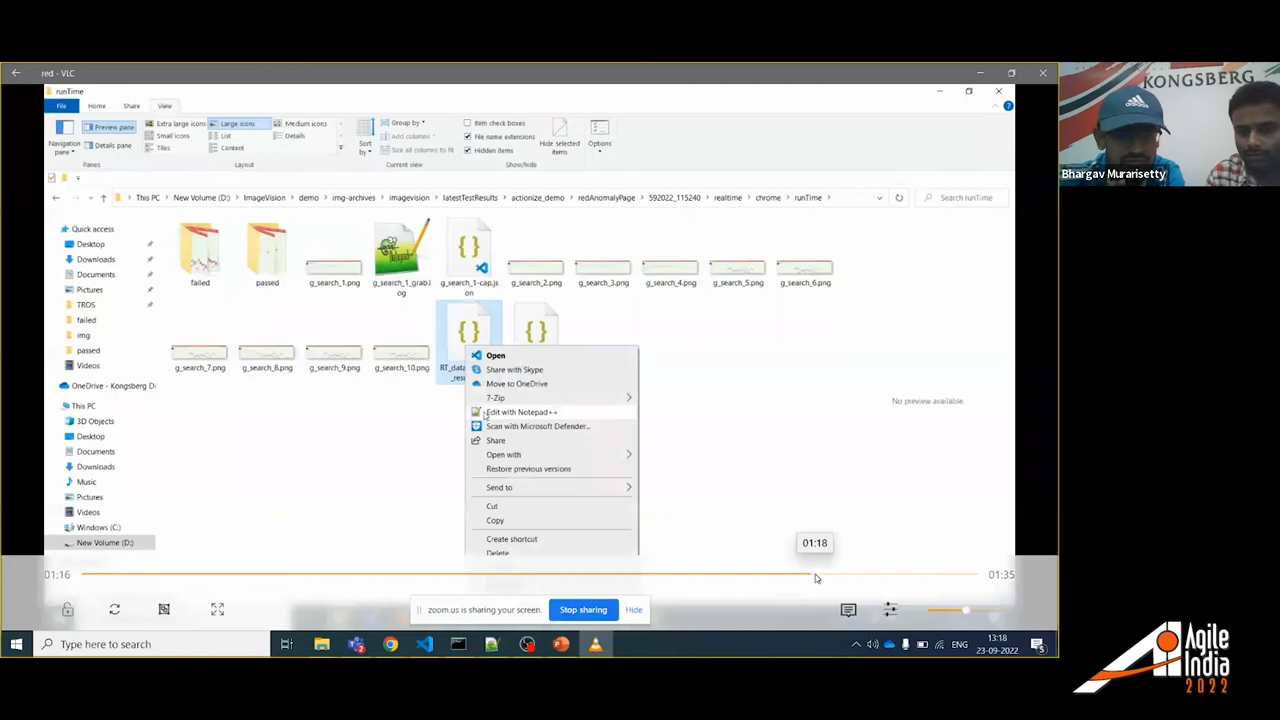 red - VLC
KONGSBERG
runTime
File
Home
Share
View
Navigation pane
Preview pane
Details pane
Panes
Extra large icons
Large icons
Medium icons
Small icons
List
Details
Tiles
Content
Layout
Sort by
Group by
Add columns
Size all columns to fit
Current view
Item check boxes
File name extensions
Hidden items
Hide selected items
Show/hide
Options
Bhargav Murarisetty
This PC > New Volume (D:) > ImageVision > demo > img-archives > imagevision > latestTestResults > actionize_demo > redAnomalyPage > 592022_115240 > realtime > chrome > runTime >
Search runTime
Quick access
Desktop
Downloads
Documents
Pictures
TROS
failed
img
passed
Videos
OneDrive - Kongsberg Di
This PC
3D Objects
Desktop
Documents
Downloads
Music
Pictures
Videos
Windows (C:)
New Volume (D:)
failed
passed
g_search_1.png
g_search_1_grab.l
og
g_search_1-cap.js
on
g_search_2.png
g_search_3.png
g_search_4.png
g_search_5.png
g_search_6.png
g_search_7.png
g_search_8.png
g_search_9.png
g_search_10.png
RT_data
_resu
Open
Share with Skype
Move to OneDrive
7-Zip
Edit with Notepad++
Scan with Microsoft Defender...
Share
Open with
Restore previous versions
Send to
Cut
Copy
Create shortcut
Delete
No preview available.
01:18
01:16
01:35
zoom.us is sharing your screen.
Stop sharing
Hide
Type here to search
ENG
13:18
23-09-2022
5
Agile
India
2022